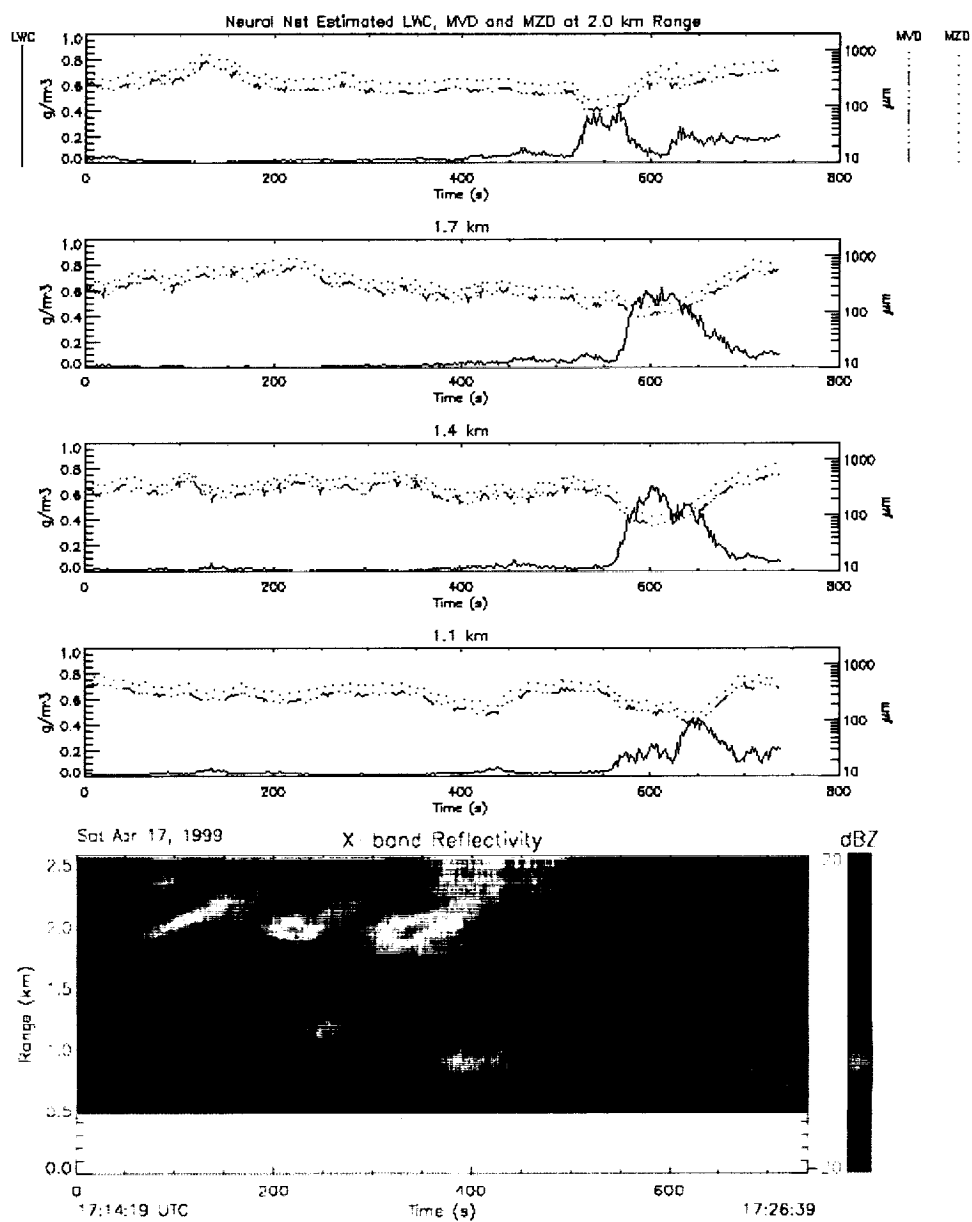 Neural Net Estimated LWC, MVD and MZD at 2.0 km Range
LWC
MVD MZD
g/m3
1.0
0.8
0.6
0.4
0.2
0.0
1000
100
10
μm
0 200 400 600 800
Time (s)
1.7 km
g/m3
1.0
0.8
0.6
0.4
0.2
0.0
1000
100
10
μm
0 200 400 600 800
Time (s)
1.4 km
g/m3
1.0
0.8
0.6
0.4
0.2
0.0
1000
100
10
μm
0 200 400 600 800
Time (s)
1.1 km
g/m3
1.0
0.8
0.6
0.4
0.2
0.0
1000
100
10
μm
0 200 400 600 800
Time (s)
Sat Apr 17, 1999
X-band Reflectivity
dBZ
Range (km)
2.5
2.0
1.5
1.0
0.5
0.0
20
-20
0 200 400 600
17:14:19 UTC
Time (s)
17:26:39